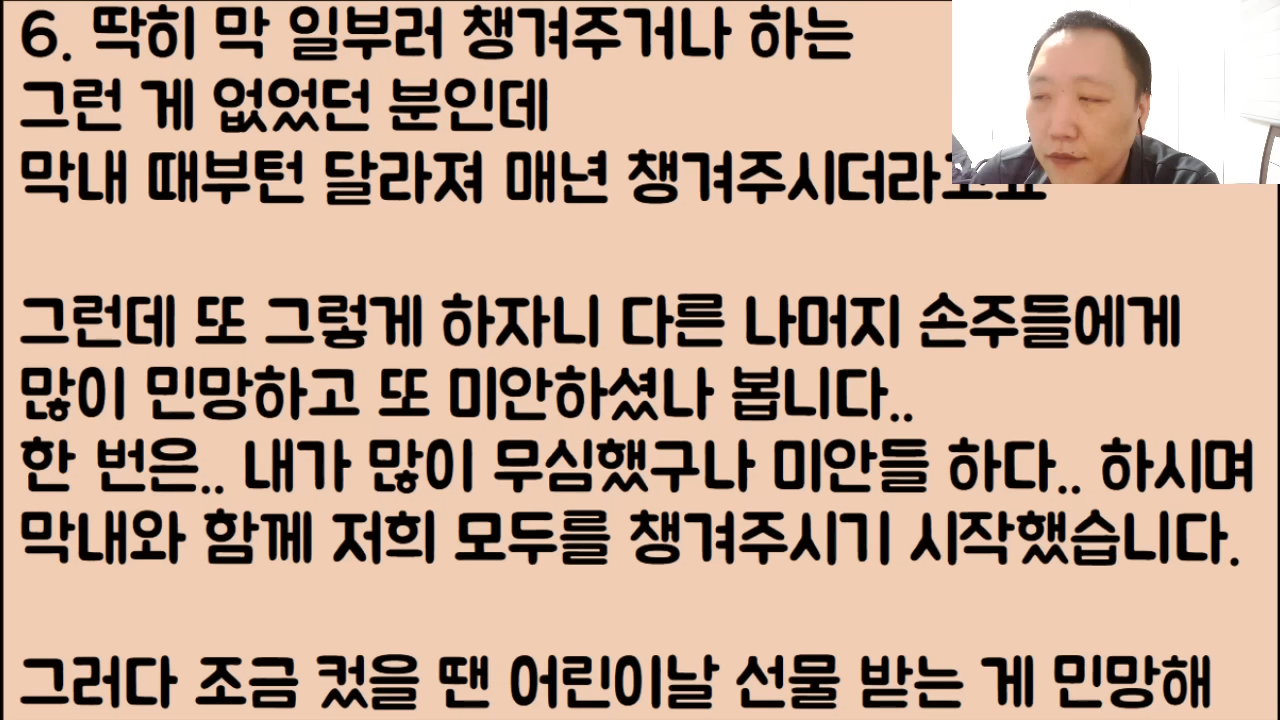 6. 딱히 막 일부러 챙겨주거나 하는
그런 게 없었던 분인데
막내 때부턴 달라져 매년 챙겨주시더라고요
그런데 또 그렇게 하자니 다른 나머지 손주들에게
많이 민망하고 또 미안하셨나 봅니다..
한 번은.. 내가 많이 무심했구나 미안들 하다.. 하시며
막내와 함께 저희 모두를 챙겨주시기 시작했습니다.
그러다 조금 컸을 땐 어린이날 선물 받는 게 민망해